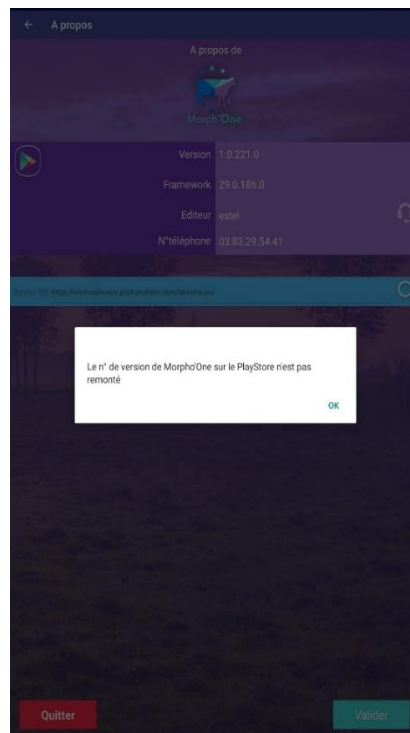 A propos
A propos de
Morph'One
Version 1.0.221.0
Framework 29.0.186.0
Editeur estel
N°téléphone 03.83.29.54.41
Serveur API
Le n° de version de Morpho'One sur le PlayStore n'est pas
remonté
OK
Quitter
Valider